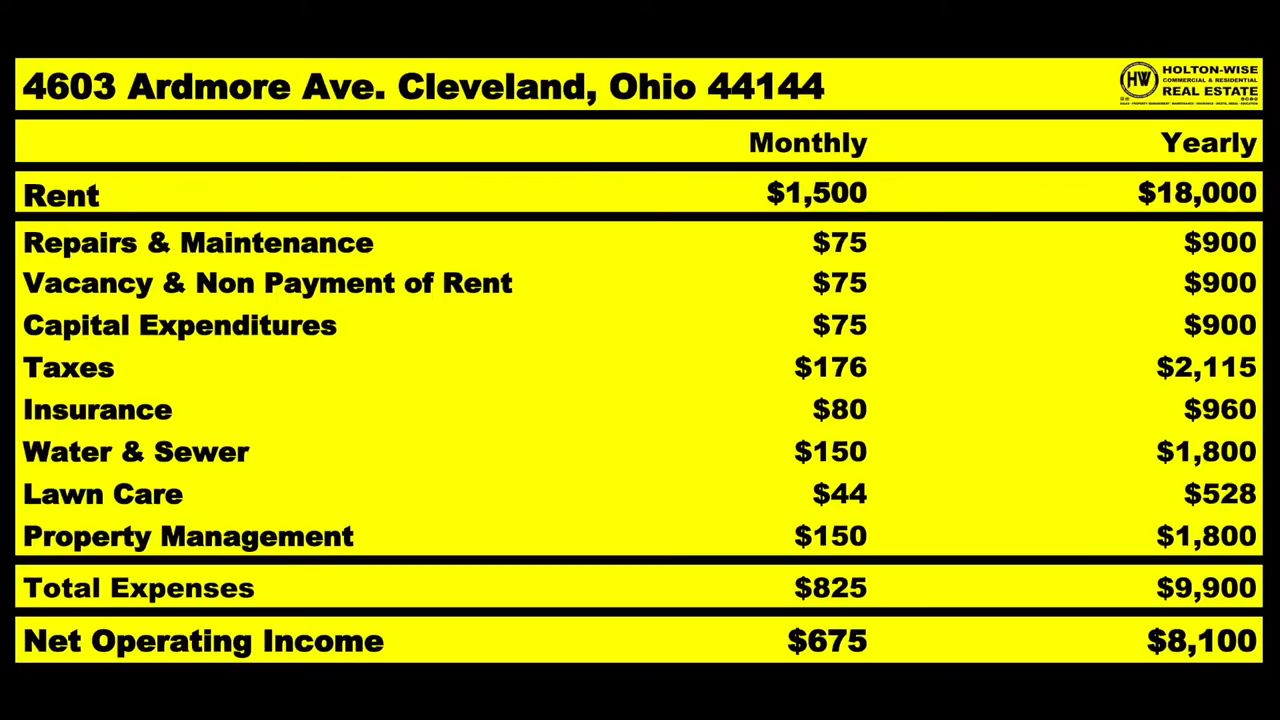 4603 Ardmore Ave. Cleveland, Ohio 44144
HOLTON-WISE
COMMERCIAL & RESIDENTIAL
REAL ESTATE
HW
Monthly Yearly
Rent $1,500 $18,000
Repairs & Maintenance $75 $900
Vacancy & Non Payment of Rent $75 $900
Capital Expenditures $75 $900
Taxes $176 $2,115
Insurance $80 $960
Water & Sewer $150 $1,800
Lawn Care $44 $528
Property Management $150 $1,800
Total Expenses $825 $9,900
Net Operating Income $675 $8,100